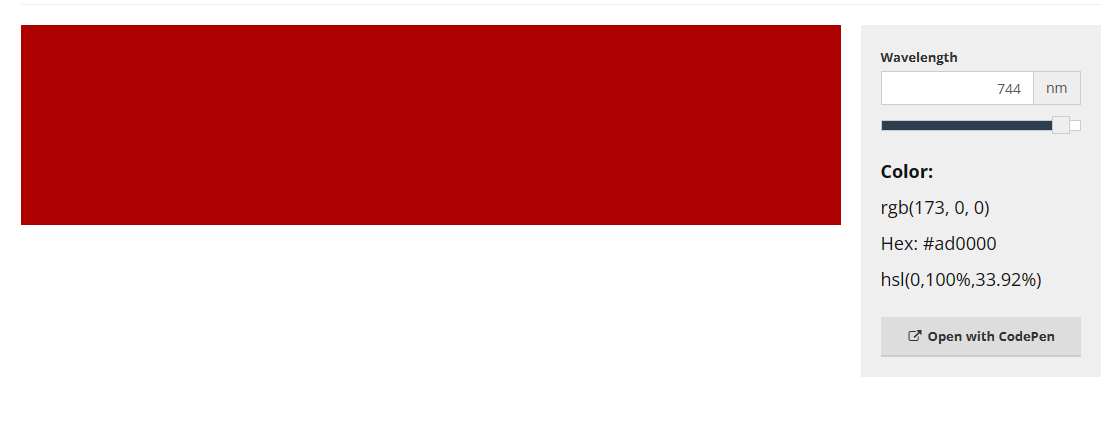 Wavelength
744 nm
Color:
rgb(173, 0, 0)
Hex: #ad0000
hsl(0,100%,33.92%)
Open with CodePen